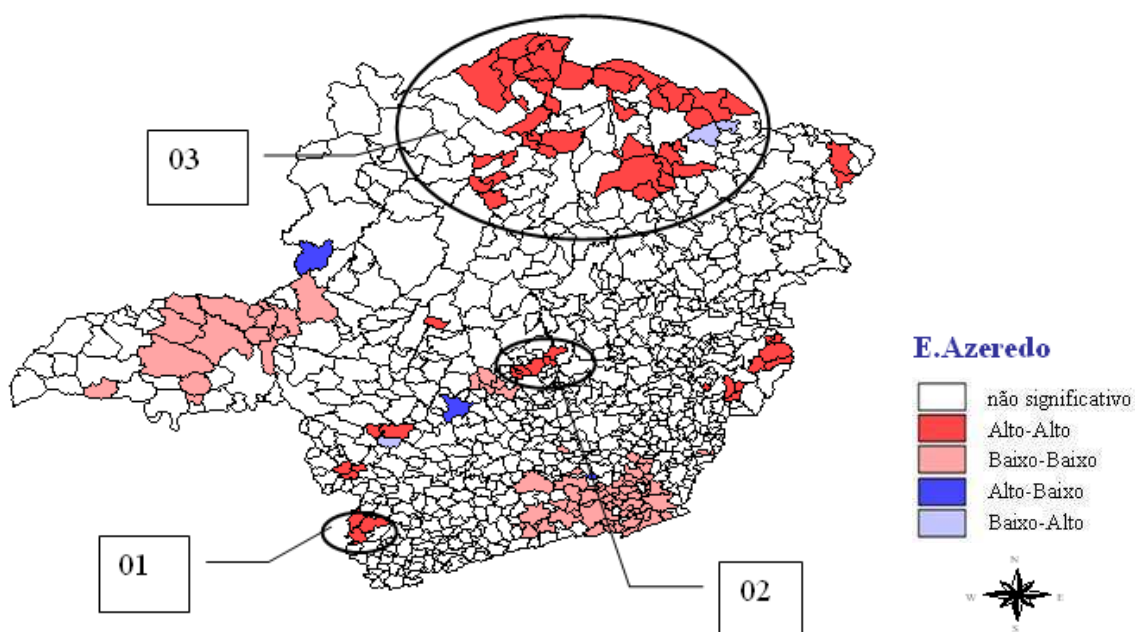 03
E.Azeredo
não significativo
Alto-Alto
Baixo-Baixo
Alto-Baixo
Baixo-Alto
01
02
N
W
E
S